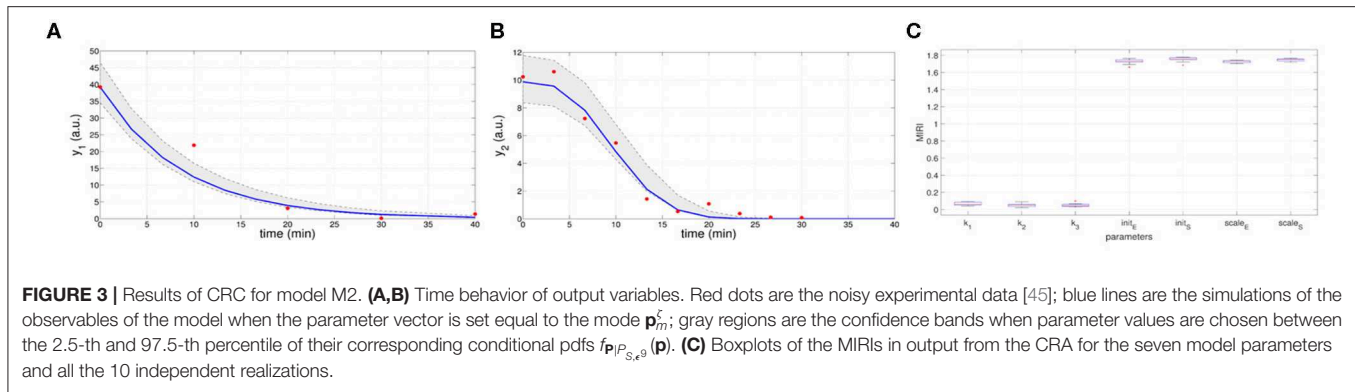 A
50
45
40
35
30
25
20
15
10
5
0
y1 (a.u.)
0 5 10 15 20 25 30 35 40
time (min)
B
12
10
8
6
4
2
0
y2 (a.u.)
0 5 10 15 20 25 30 35 40
time (min)
C
1.8
1.6
1.4
1.2
1
0.8
0.6
0.4
0.2
0
MIRI
k1 k2 k3 initE initS scaleE scaleS
parameters
FIGURE 3 | Results of CRC for model M2. (A,B) Time behavior of output variables. Red dots are the noisy experimental data [45]; blue lines are the simulations of the
observables of the model when the parameter vector is set equal to the mode p_m^ζ; gray regions are the confidence bands when parameter values are chosen between
the 2.5-th and 97.5-th percentile of their corresponding conditional pdfs f_{P|P_{S,ϵ^9}}(p). (C) Boxplots of the MIRIs in output from the CRA for the seven model parameters
and all the 10 independent realizations.